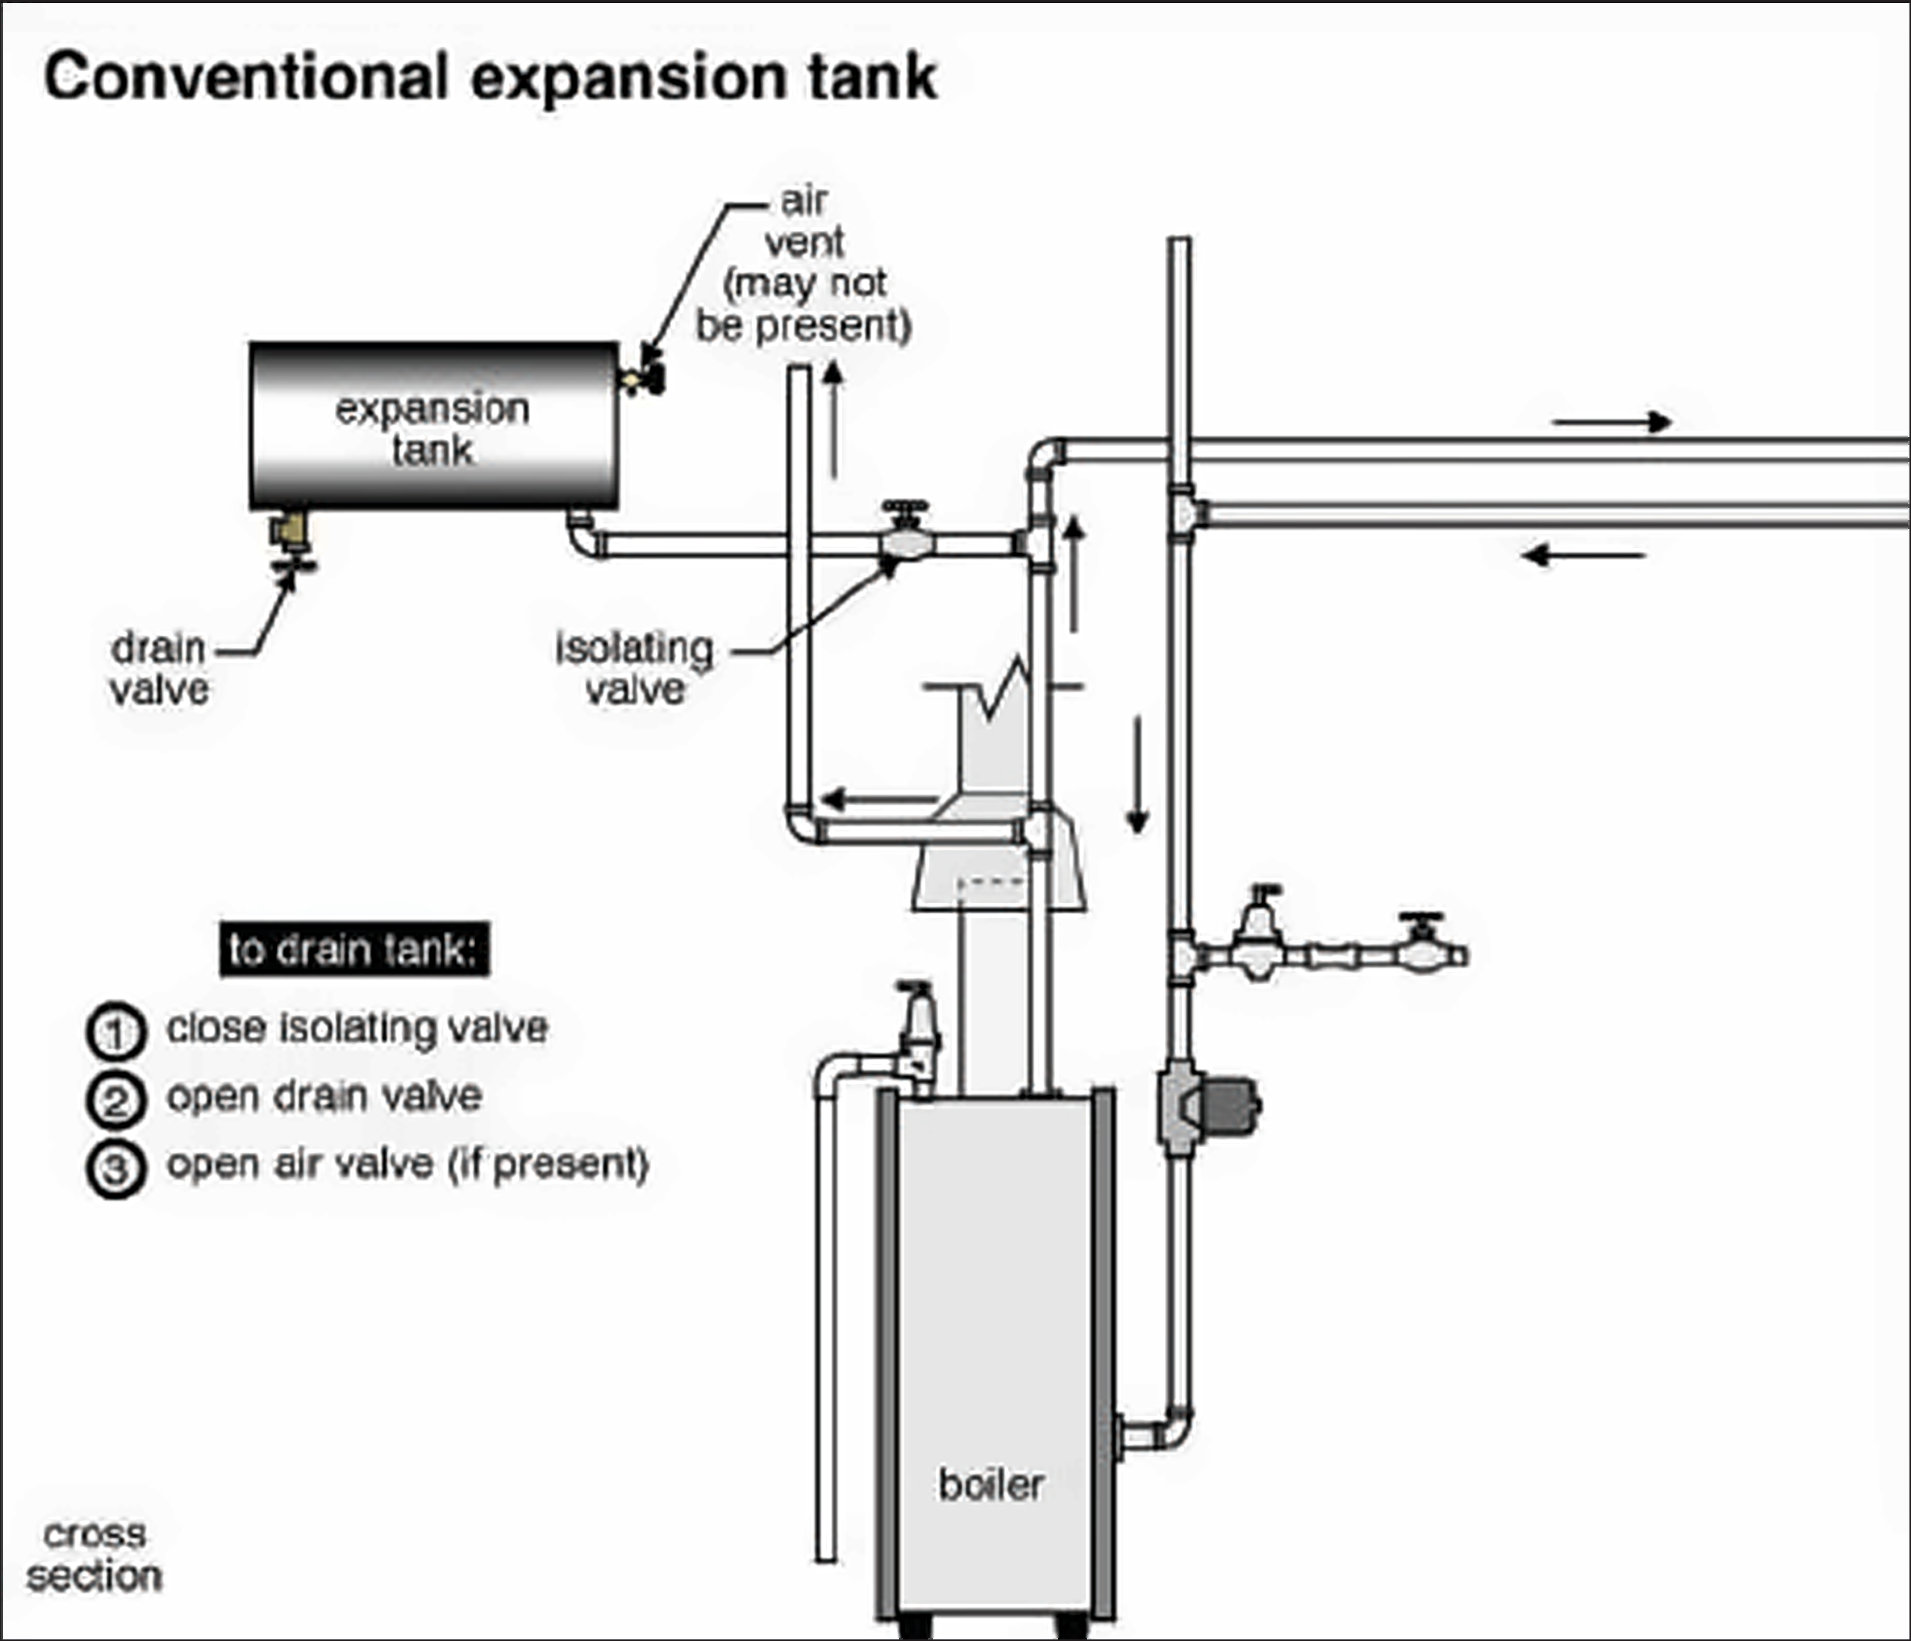 Conventional expansion tank
air
vent
(may not
be present)
expansion
tank
drain
valve
isolating
valve
to drain tank:
1 close isolating valve
2 open drain valve
3 open air valve (if present)
boiler
cross
section